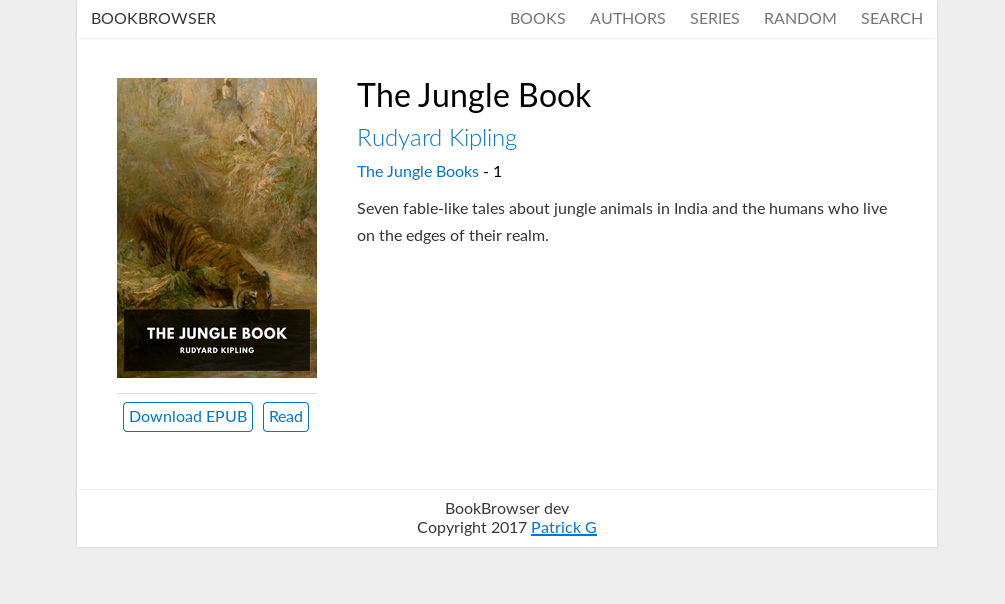 BOOKBROWSER BOOKS AUTHORS SERIES RANDOM SEARCH
The Jungle Book
Rudyard Kipling
The Jungle Books - 1
Seven fable-like tales about jungle animals in India and the humans who live
on the edges of their realm.
THE JUNGLE BOOK
RUDYARD KIPLING
Download EPUB Read
BookBrowser dev
Copyright 2017 Patrick G